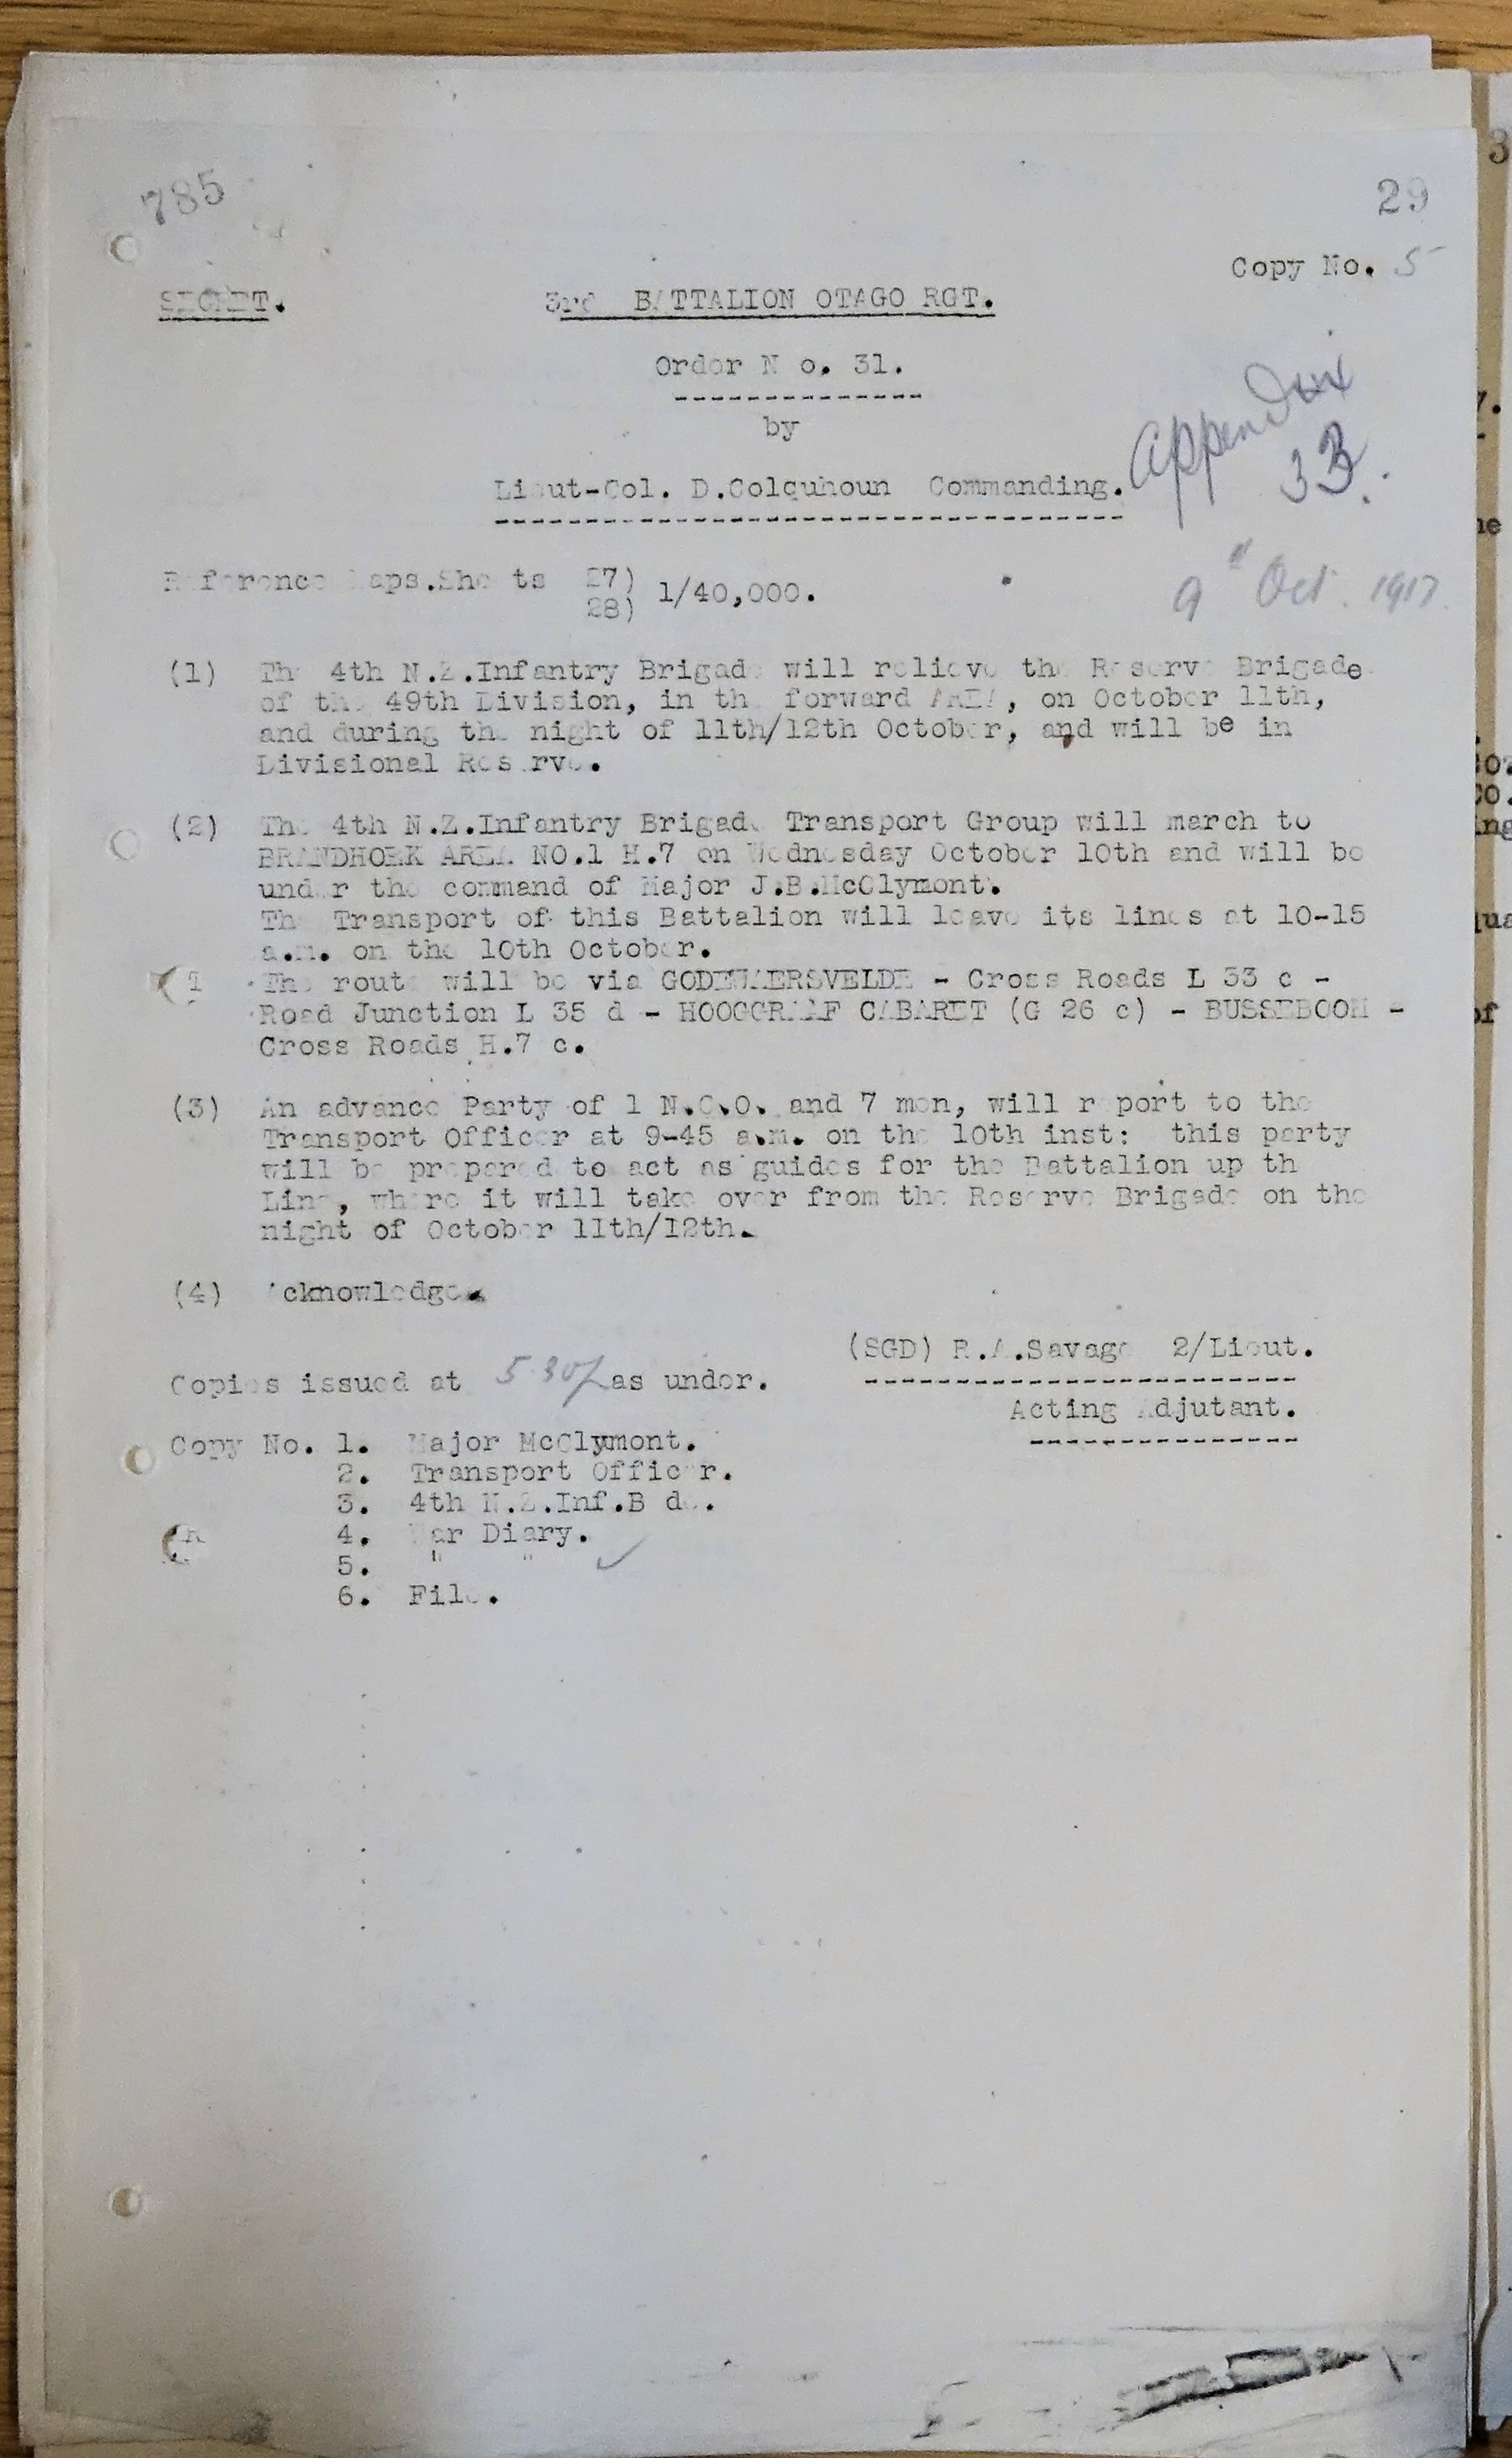 785
29
Copy No. 5
SECRET.
3rd BATTALION OTAGO RGT.
Order N o. 31.
by
Lieut-Col. D.Colquhoun Commanding.
Appendix
33.
9th Oct. 1917.
Reference Maps.Sheets 27)
28) 1/40,000.
(1) The 4th N.Z.Infantry Brigade will relieve the Reserve Brigade
of the 49th Division, in the forward AREA, on October 11th,
and during the night of 11th/12th October, and will be in
Divisional Reserve.
(2) The 4th N.Z.Infantry Brigade Transport Group will march to
BRANDHOEK AREA NO.1 H.7 on Wednesday October 10th and will be
under the command of Major J.B.McClymont.
The Transport of this Battalion will leave its lines at 10-15
a.m. on the 10th October.
The route will be via GODEWAERSVELDE - Cross Roads L 33 c -
Road Junction L 35 d - HOOGGRAAF CABARET (G 26 c) - BUSSEBOOM -
Cross Roads H.7 c.
(3) An advance Party of 1 N.C.O. and 7 men, will report to the
Transport Officer at 9-45 a.m. on the 10th inst: this party
will be prepared to act as guides for the Battalion up the
Line, where it will take over from the Reserve Brigade on the
night of October 11th/12th.
(4) Acknowledge.
(SGD) R.A.Savage 2/Lieut.
Acting Adjutant.
Copies issued at 5.30p as under.
Copy No. 1. Major McClymont.
2. Transport Officer.
3. 4th N.Z.Inf.B de.
4. War Diary.
5. " " ✓
6. File.